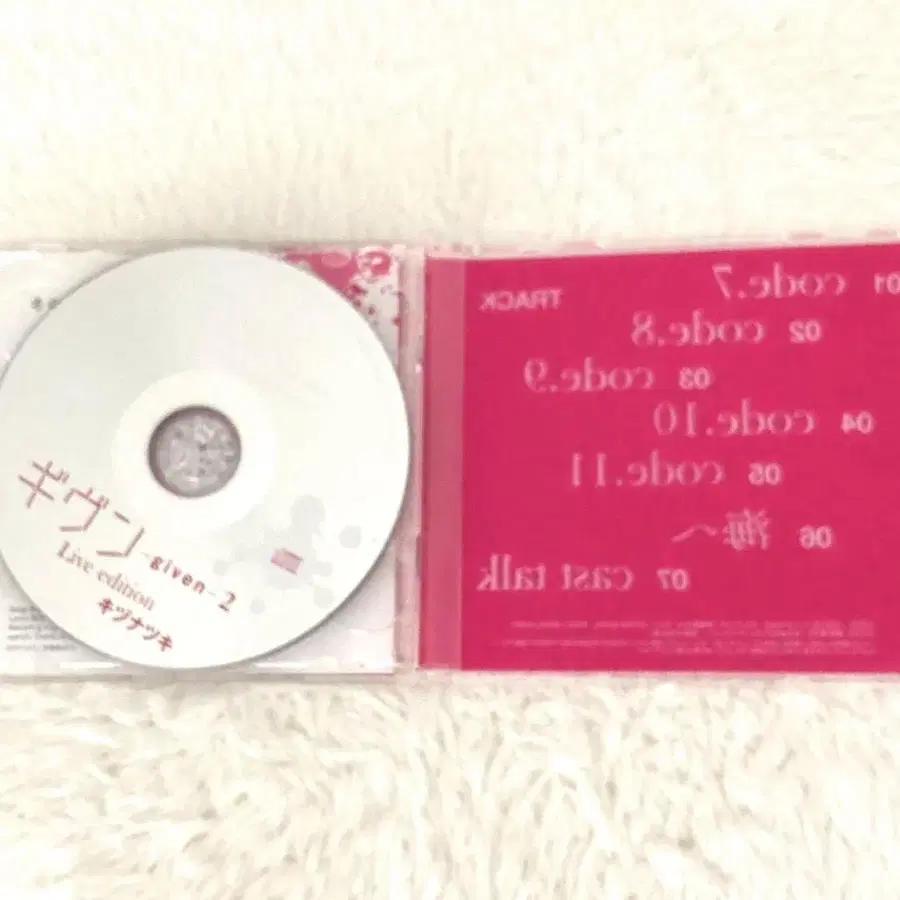 ギヴン -given- 2
Live edition
キヅナツキ
TRACK
01 code.7
02 code.8
03 code.9
04 code.10
05 code.11
06 海へ
07 cast talk